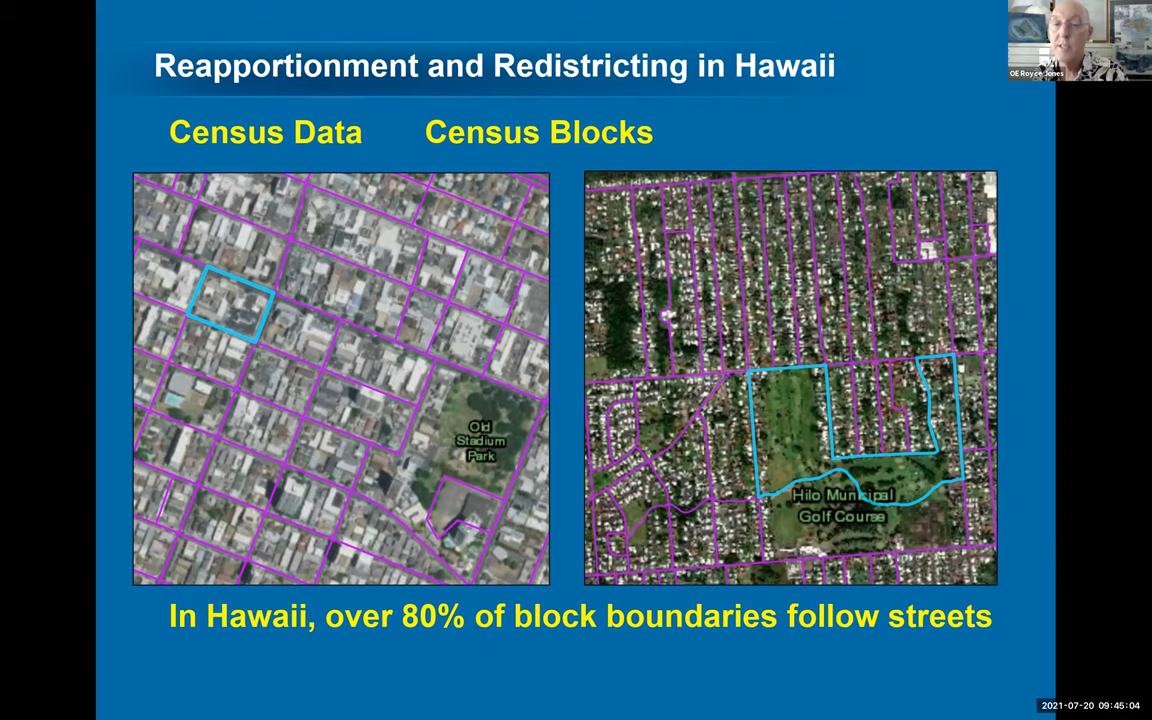 Reapportionment and Redistricting in Hawaii
OE Royce Jones
Census Data
Census Blocks
Old
Stadium
Park
Hilo Municipal
Golf Course
In Hawaii, over 80% of block boundaries follow streets
2021-07-20 09:45:04